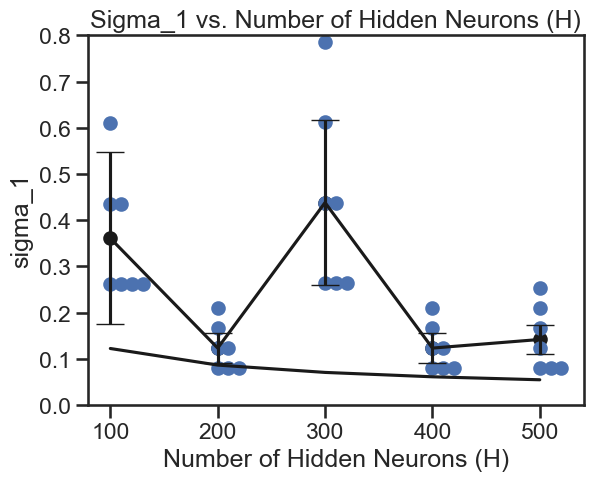 Sigma_1 vs. Number of Hidden Neurons (H)
0.8
0.7
0.6
0.5
0.4
0.3
0.2
0.1
0.0
sigma_1
100 200 300 400 500
Number of Hidden Neurons (H)